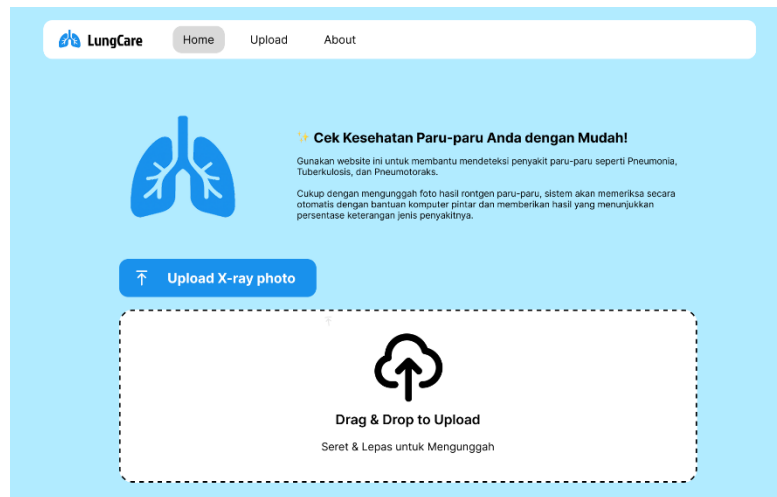 LungCare
Home
Upload
About
✨ Cek Kesehatan Paru-paru Anda dengan Mudah!
Gunakan website ini untuk membantu mendeteksi penyakit paru-paru seperti Pneumonia,
Tuberkulosis, dan Pneumotoraks.
Cukup dengan mengunggah foto hasil rontgen paru-paru, sistem akan memeriksa secara
otomatis dengan bantuan komputer pintar dan memberikan hasil yang menunjukkan
persentase keterangan jenis penyakitnya.
Upload X-ray photo
Drag & Drop to Upload
Seret & Lepas untuk Mengunggah